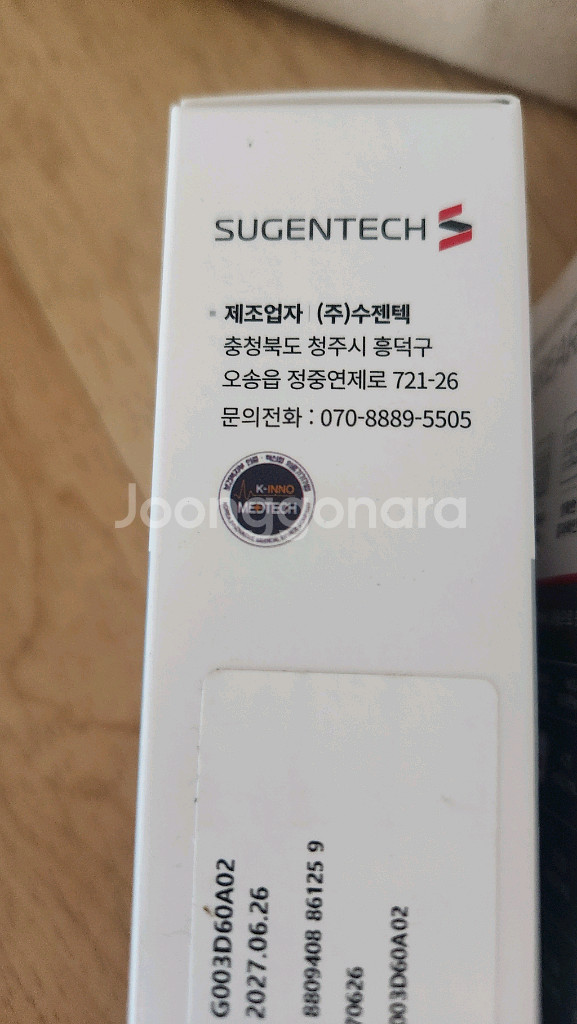 SUGENTECH
제조업자 | (주)수젠텍
충청북도 청주시 흥덕구
오송읍 정중연제로 721-26
문의전화 : 070-8889-5505
K-INNO
MEDTECH
Joonggonara
G003D60A02
2027.06.26
8809408 86125 9
70626
003D60A02